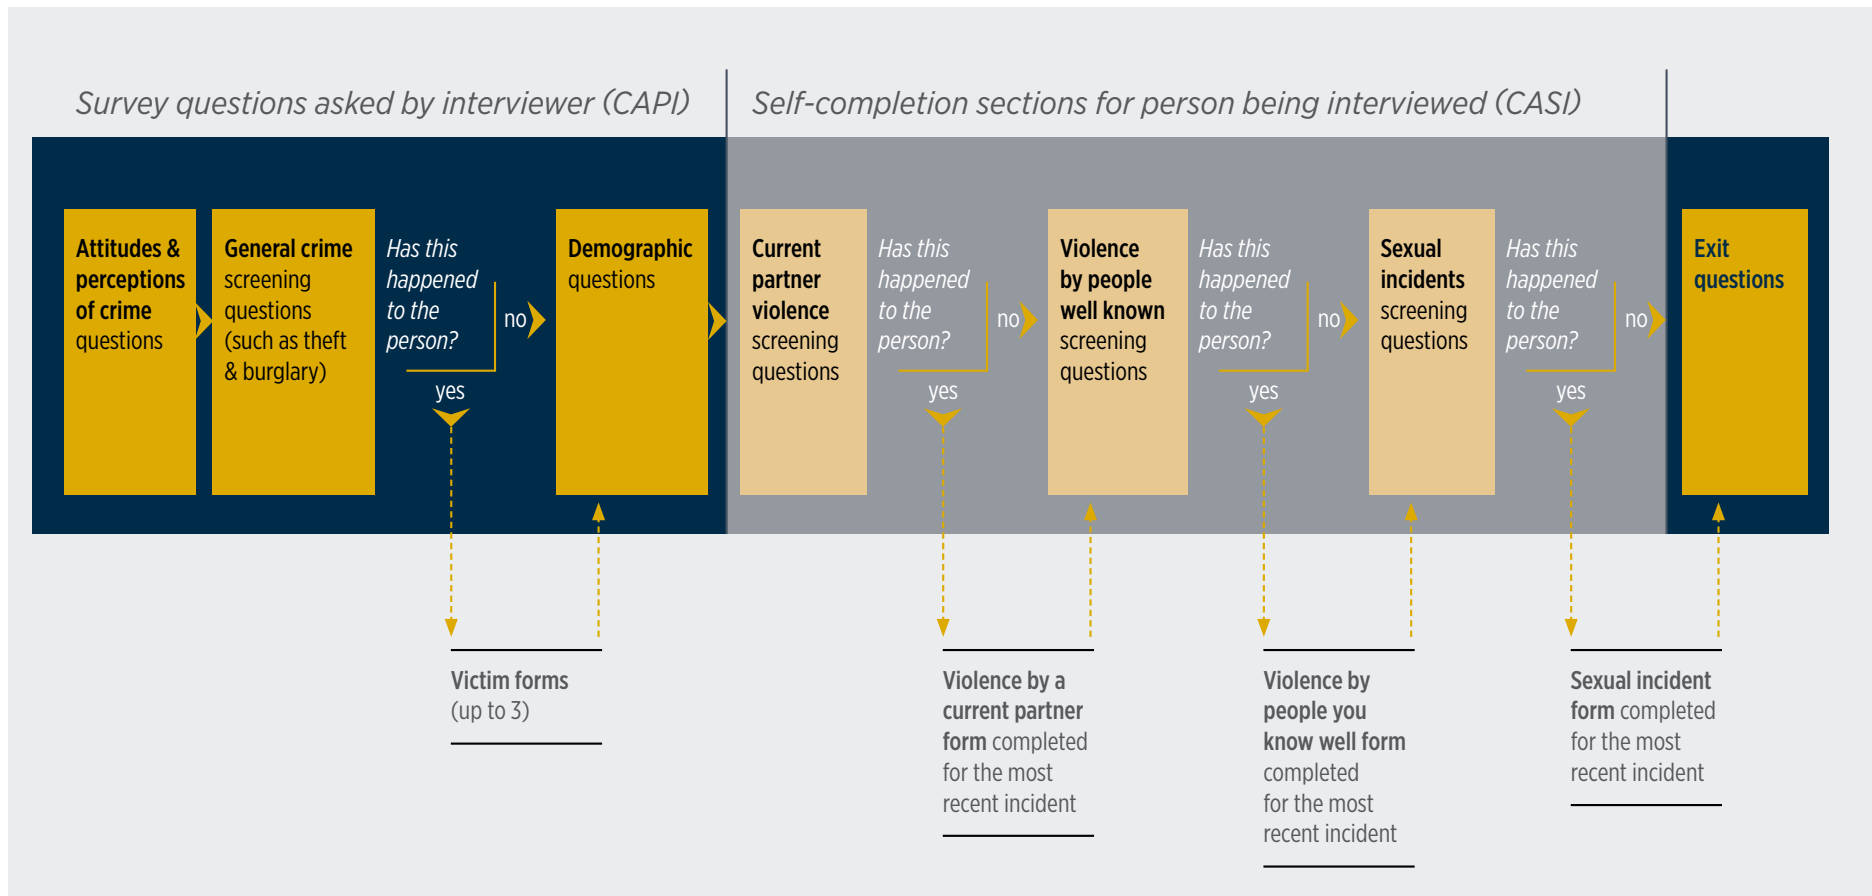 Survey questions asked by interviewer (CAPI)
Self-completion sections for person being interviewed (CASI)
Attitudes &
perceptions
of crime
questions
General crime
screening
questions
(such as theft
& burglary)
Has this
happened
to the
person?
no
yes
Demographic
questions
Current
partner
violence
screening
questions
Has this
happened
to the
person?
no
yes
Violence
by people
well known
screening
questions
Has this
happened
to the
person?
no
yes
Sexual
incidents
screening
questions
Has this
happened
to the
person?
no
yes
Exit
questions
Victim forms
(up to 3)
Violence by a
current partner
form completed
for the most
recent incident
Violence by
people you
know well form
completed
for the most
recent incident
Sexual incident
form completed
for the most
recent incident